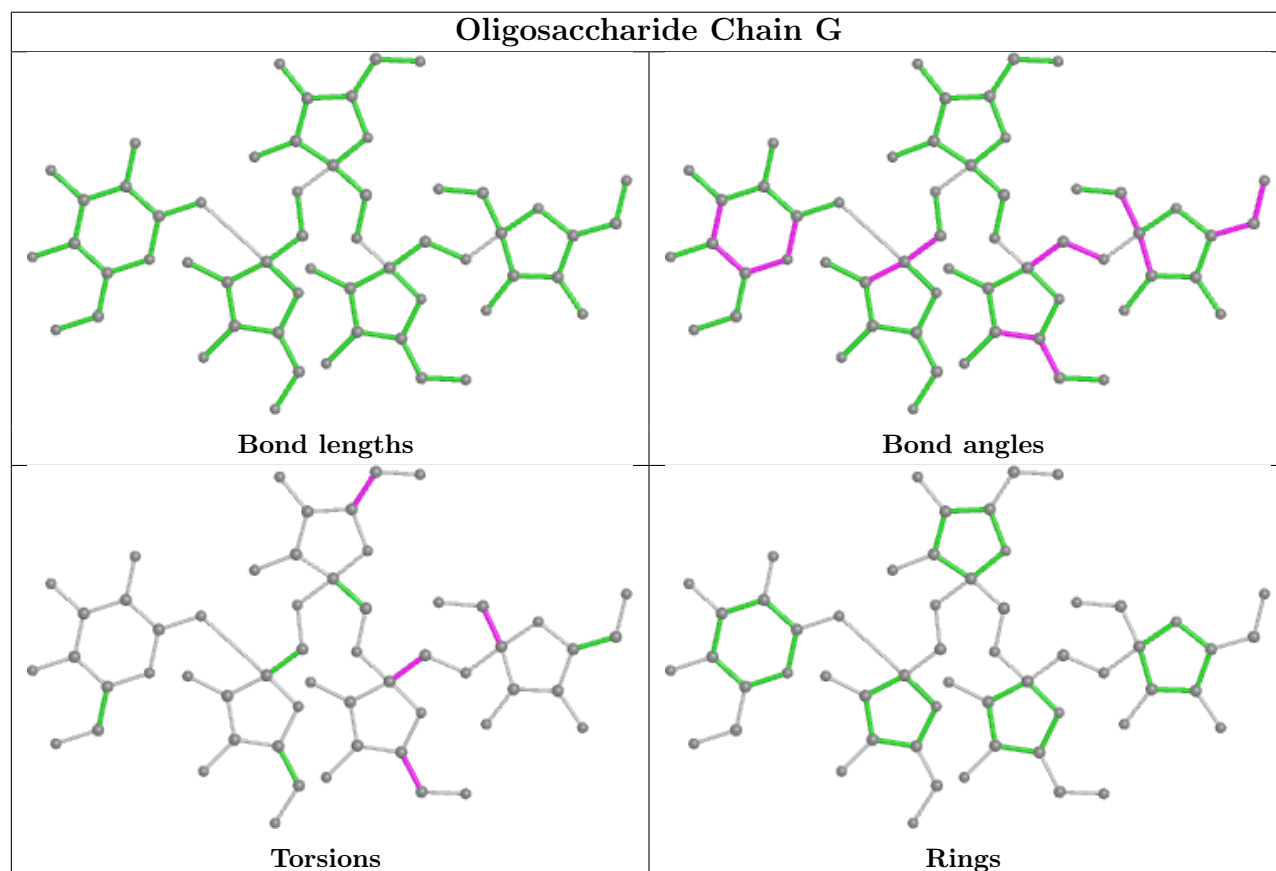 Oligosaccharide Chain G
Bond lengths
Bond angles
Torsions
Rings